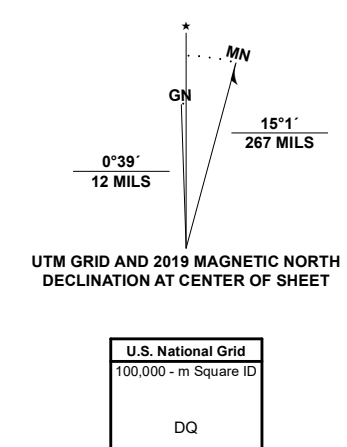 ★
MN
GN
15°1´
267 MILS
0°39´
12 MILS
UTM GRID AND 2019 MAGNETIC NORTH
DECLINATION AT CENTER OF SHEET
U.S. National Grid
100,000 - m Square ID
DQ